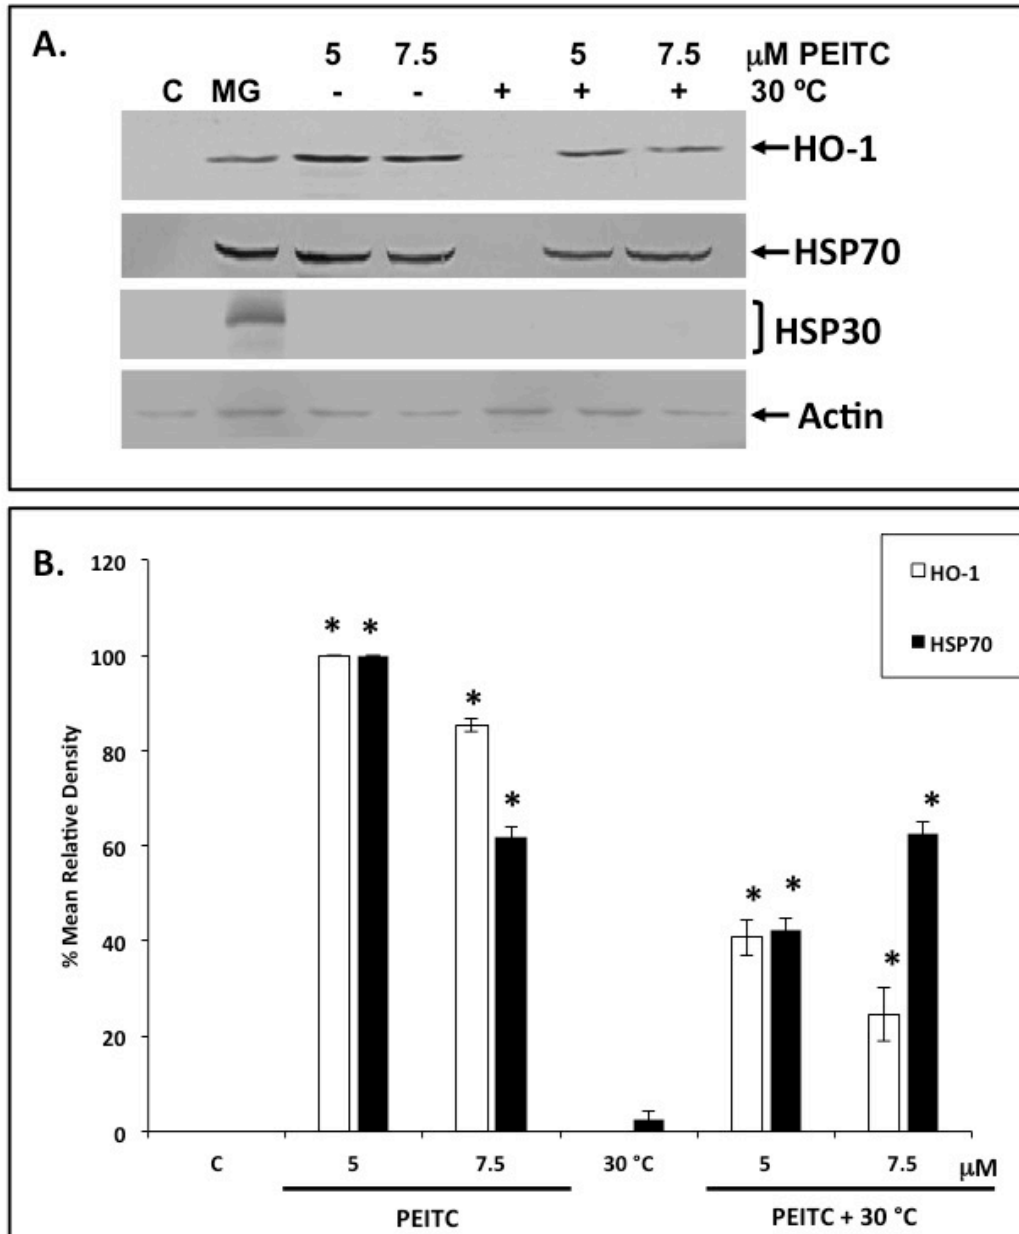 A.
5 7.5 5 7.5 μM PEITC
C MG - - + + + 30 ºC
HO-1
HSP70
HSP30
Actin
B.
120
100
80
60
40
20
0
% Mean Relative Density
* * * * * * * *
HO-1
HSP70
C 5 7.5 30 °C 5 7.5 μM
PEITC PEITC + 30 °C